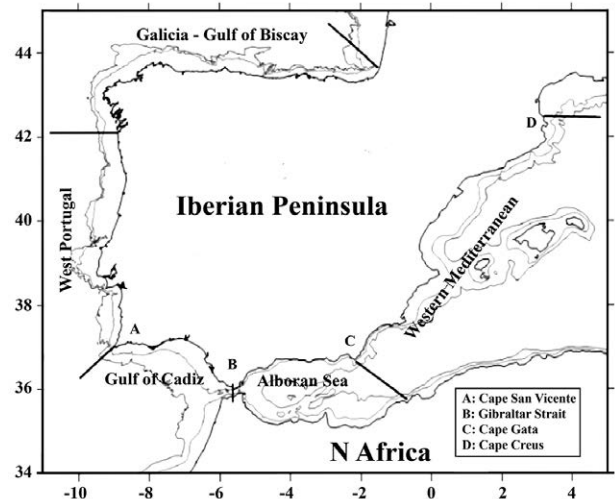 Galicia - Gulf of Biscay
44
D
42
Iberian Peninsula
40
West Portugal
Western-Mediterranean
38
A
B
C
Gulf of Cadiz
Alboran Sea
36
A: Cape San Vicente
B: Gibraltar Strait
C: Cape Gata
D: Cape Creus
N Africa
34
-10 -8 -6 -4 -2 0 2 4